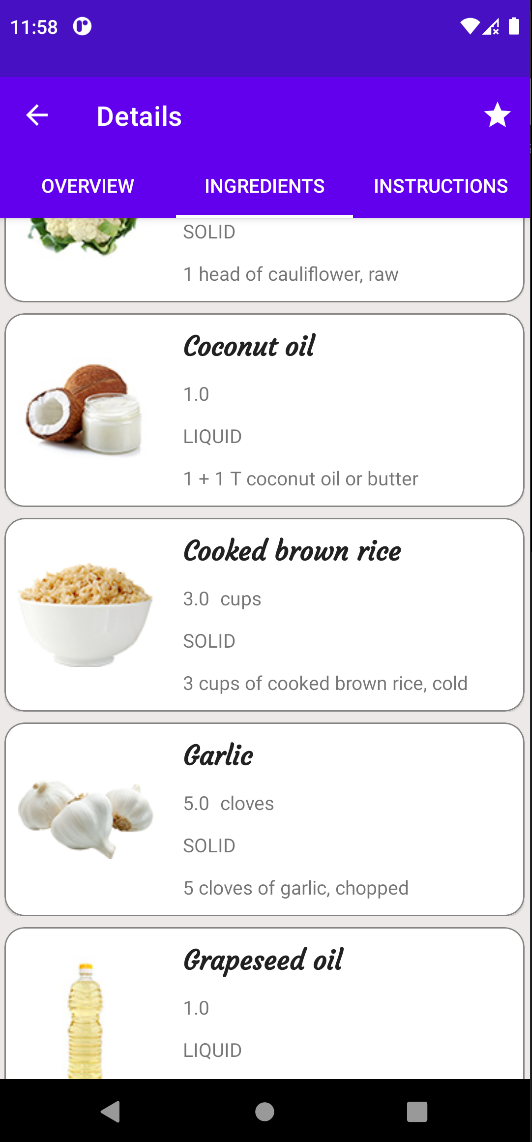 11:58
Details
OVERVIEW INGREDIENTS INSTRUCTIONS
SOLID
1 head of cauliflower, raw
Coconut oil
1.0
LIQUID
1 + 1 T coconut oil or butter
Cooked brown rice
3.0 cups
SOLID
3 cups of cooked brown rice, cold
Garlic
5.0 cloves
SOLID
5 cloves of garlic, chopped
Grapeseed oil
1.0
LIQUID